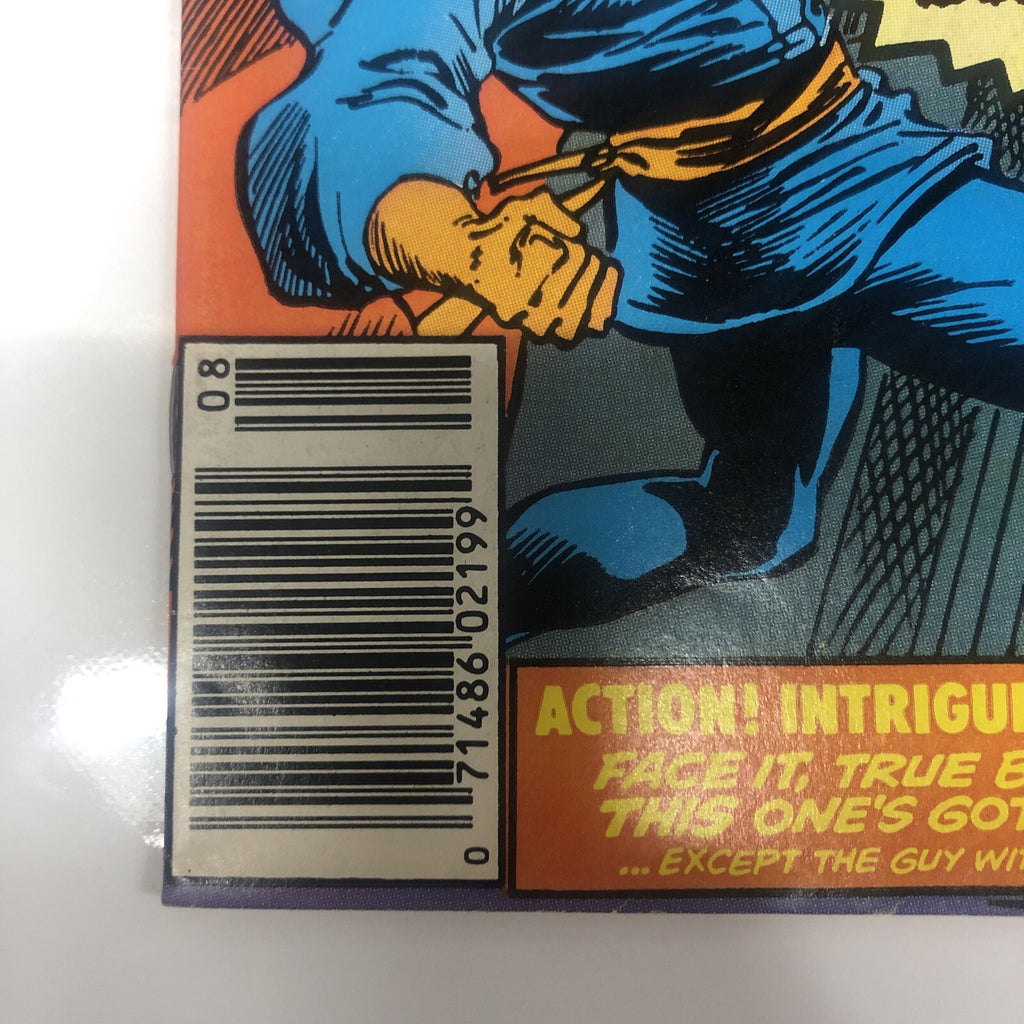 08
0 71486 02199
ACTION! INTRIGU
FACE IT, TRUE B
THIS ONE'S GOT
...EXCEPT THE GUY WIT